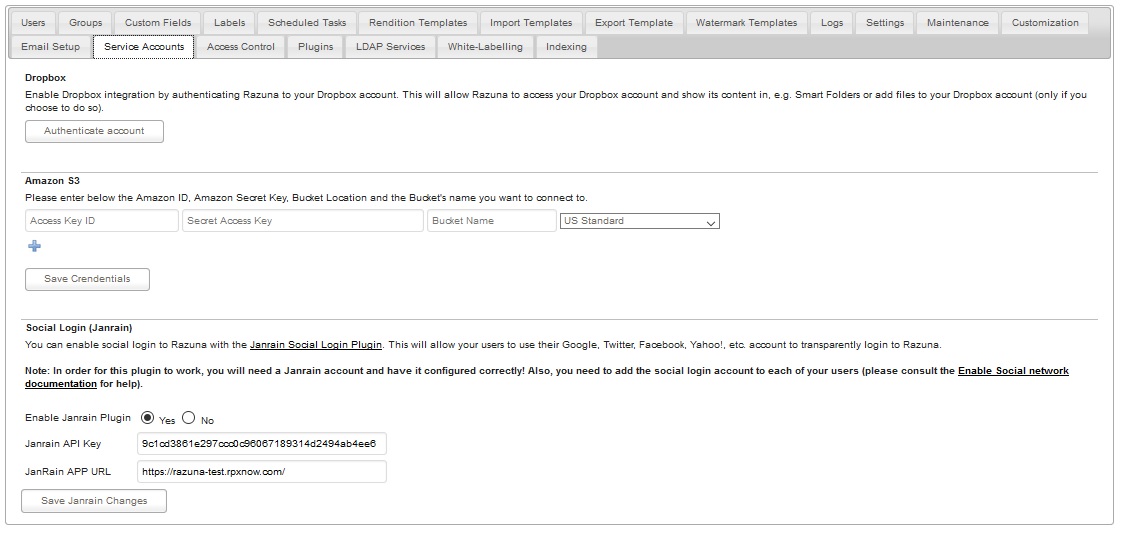 Users Groups Custom Fields Labels Scheduled Tasks Rendition Templates Import Templates Export Template Watermark Templates Logs Settings Maintenance Customization
Email Setup Service Accounts Access Control Plugins LDAP Services White-Labelling Indexing
Dropbox
Enable Dropbox integration by authenticating Razuna to your Dropbox account. This will allow Razuna to access your Dropbox account and show its content in, e.g. Smart Folders or add files to your Dropbox account (only if you
choose to do so).
Authenticate account
Amazon S3
Please enter below the Amazon ID, Amazon Secret Key, Bucket Location and the Bucket's name you want to connect to.
Access Key ID Secret Access Key Bucket Name US Standard
Save Crendentials
Social Login (Janrain)
You can enable social login to Razuna with the Janrain Social Login Plugin. This will allow your users to use their Google, Twitter, Facebook, Yahoo!, etc. account to transparently login to Razuna.
Note: In order for this plugin to work, you will need a Janrain account and have it configured correctly! Also, you need to add the social login account to each of your users (please consult the Enable Social network
documentation for help).
Enable Janrain Plugin Yes No
Janrain API Key 9c1cd3861e297ccc0c96067189314d2494ab4ee6
JanRain APP URL https://razuna-test.rpxnow.com/
Save Janrain Changes